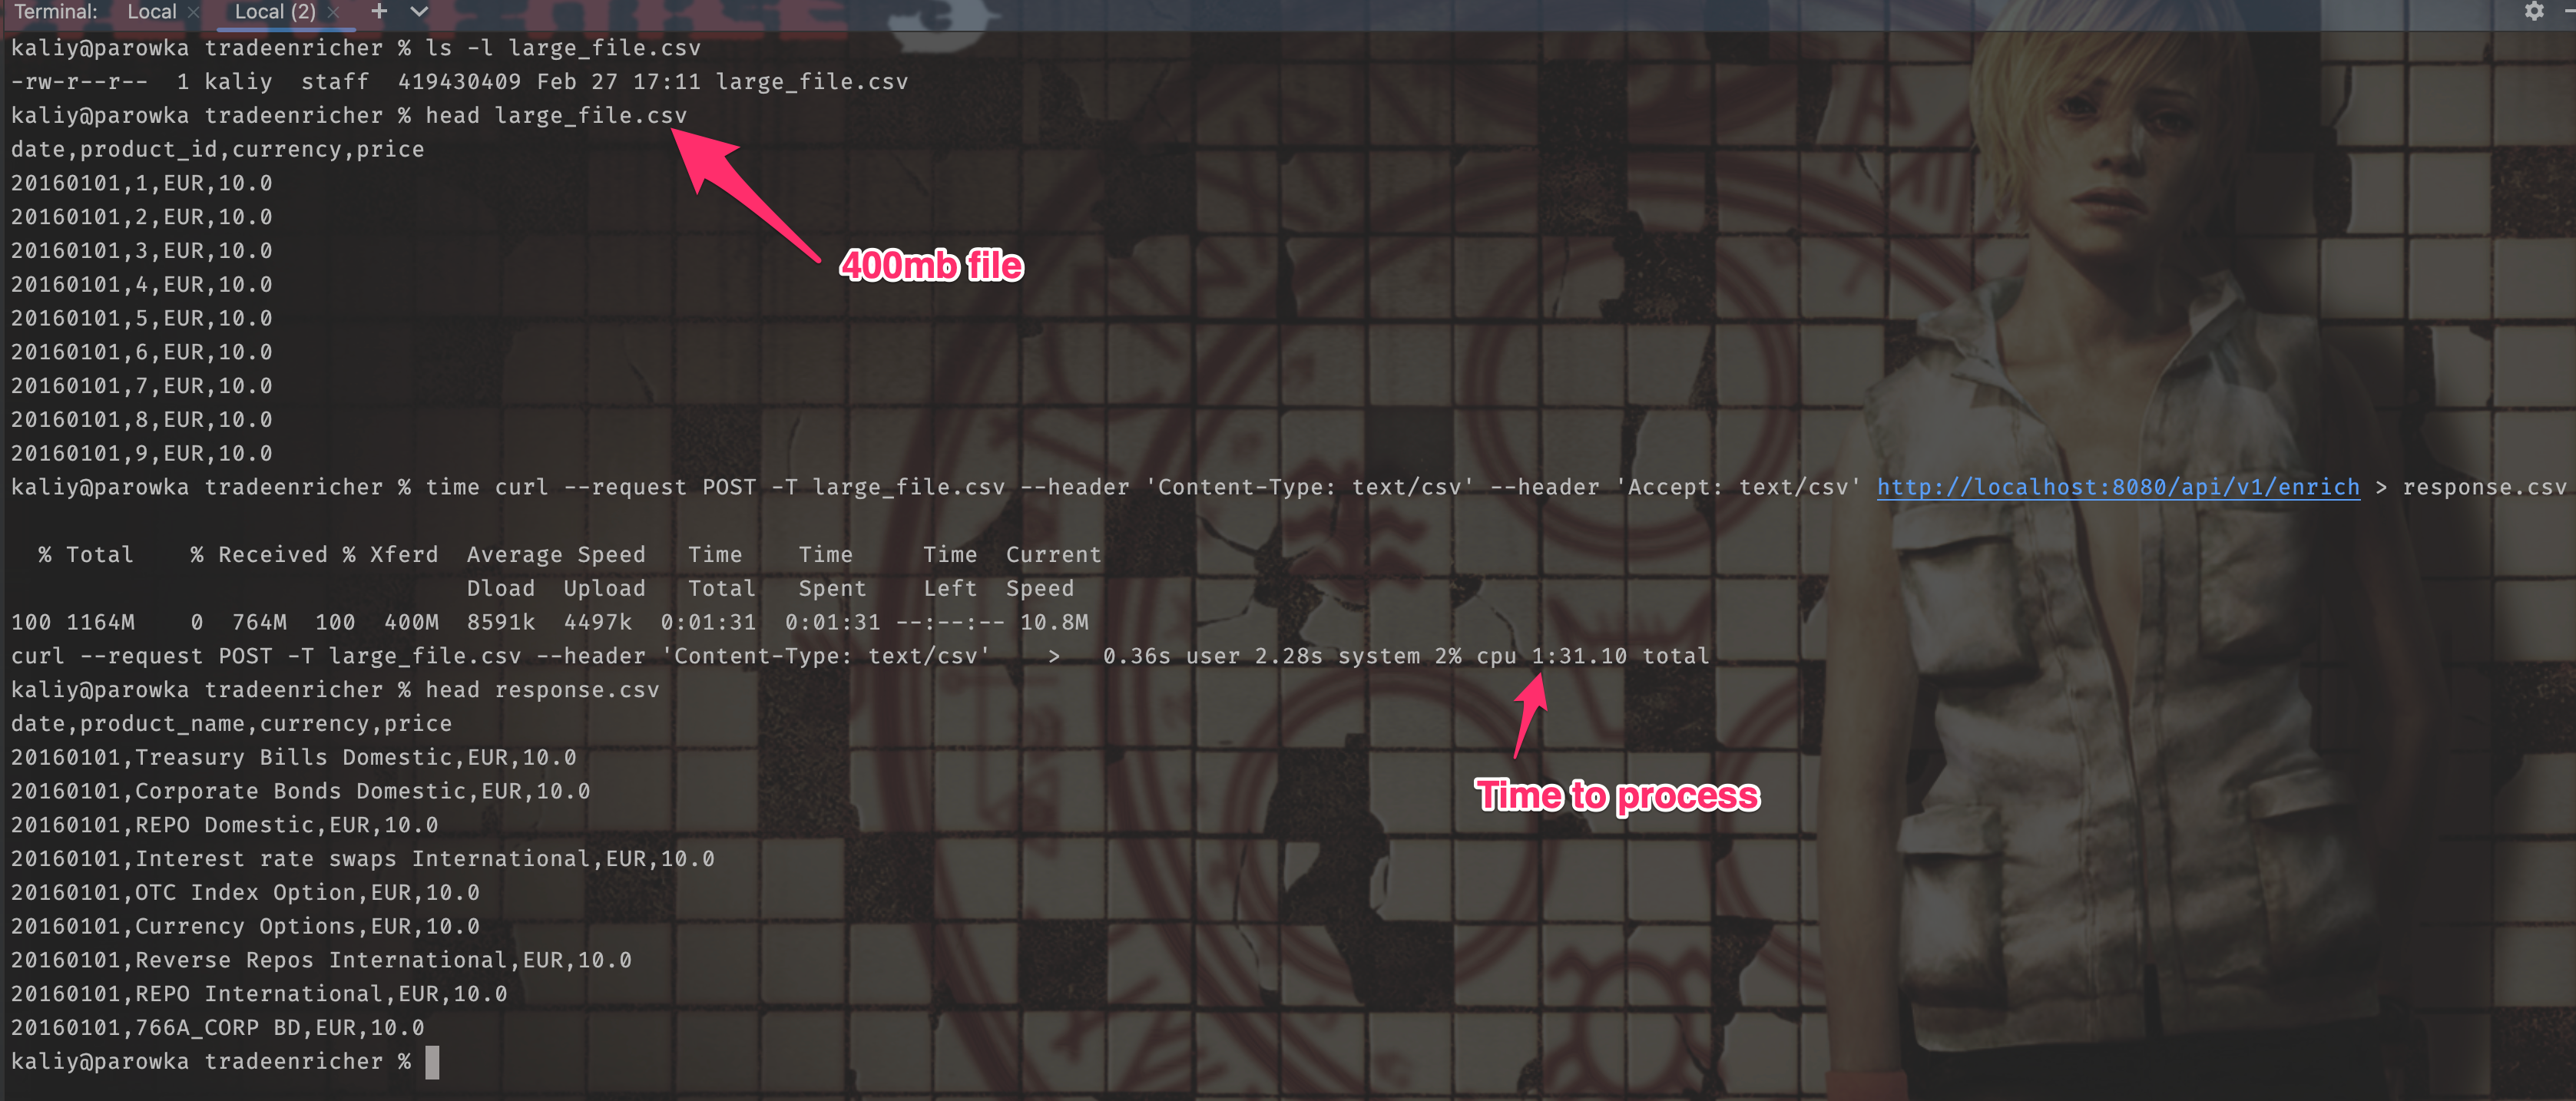 Terminal: Local × Local (2) × +
kaliy@parowka tradeenricher % ls -l large_file.csv
-rw-r--r--  1 kaliy  staff  419430409 Feb 27 17:11 large_file.csv
kaliy@parowka tradeenricher % head large_file.csv
date,product_id,currency,price
20160101,1,EUR,10.0
20160101,2,EUR,10.0
20160101,3,EUR,10.0
400mb file
20160101,4,EUR,10.0
20160101,5,EUR,10.0
20160101,6,EUR,10.0
20160101,7,EUR,10.0
20160101,8,EUR,10.0
20160101,9,EUR,10.0
kaliy@parowka tradeenricher % time curl --request POST -T large_file.csv --header 'Content-Type: text/csv' --header 'Accept: text/csv' http://localhost:8080/api/v1/enrich > response.csv
  % Total    % Received % Xferd  Average Speed   Time    Time     Time  Current
                                 Dload  Upload   Total   Spent    Left  Speed
100 1164M    0  764M  100  400M  8591k  4497k  0:01:31  0:01:31 --:--:-- 10.8M
curl --request POST -T large_file.csv --header 'Content-Type: text/csv'    >   0.36s user 2.28s system 2% cpu 1:31.10 total
kaliy@parowka tradeenricher % head response.csv
date,product_name,currency,price
20160101,Treasury Bills Domestic,EUR,10.0
20160101,Corporate Bonds Domestic,EUR,10.0
Time to process
20160101,REPO Domestic,EUR,10.0
20160101,Interest rate swaps International,EUR,10.0
20160101,OTC Index Option,EUR,10.0
20160101,Currency Options,EUR,10.0
20160101,Reverse Repos International,EUR,10.0
20160101,REPO International,EUR,10.0
20160101,766A_CORP BD,EUR,10.0
kaliy@parowka tradeenricher %